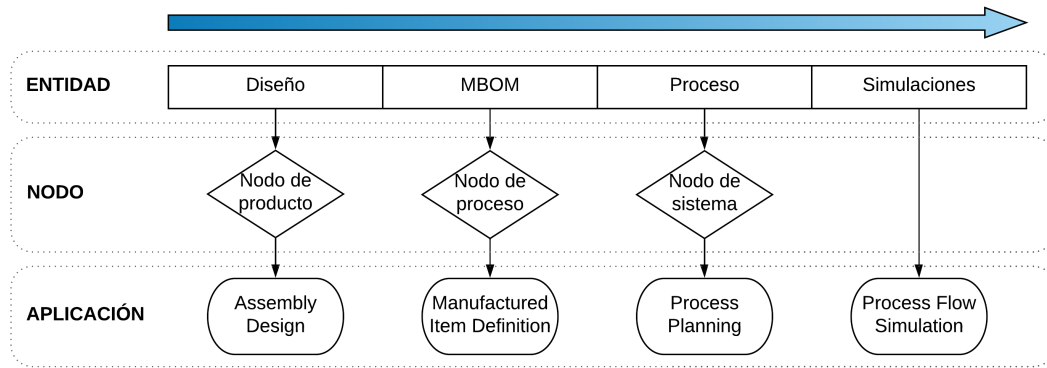 ENTIDAD
Diseño
MBOM
Proceso
Simulaciones
NODO
Nodo de
producto
Nodo de
proceso
Nodo de
sistema
APLICACIÓN
Assembly
Design
Manufactured
Item Definition
Process
Planning
Process Flow
Simulation